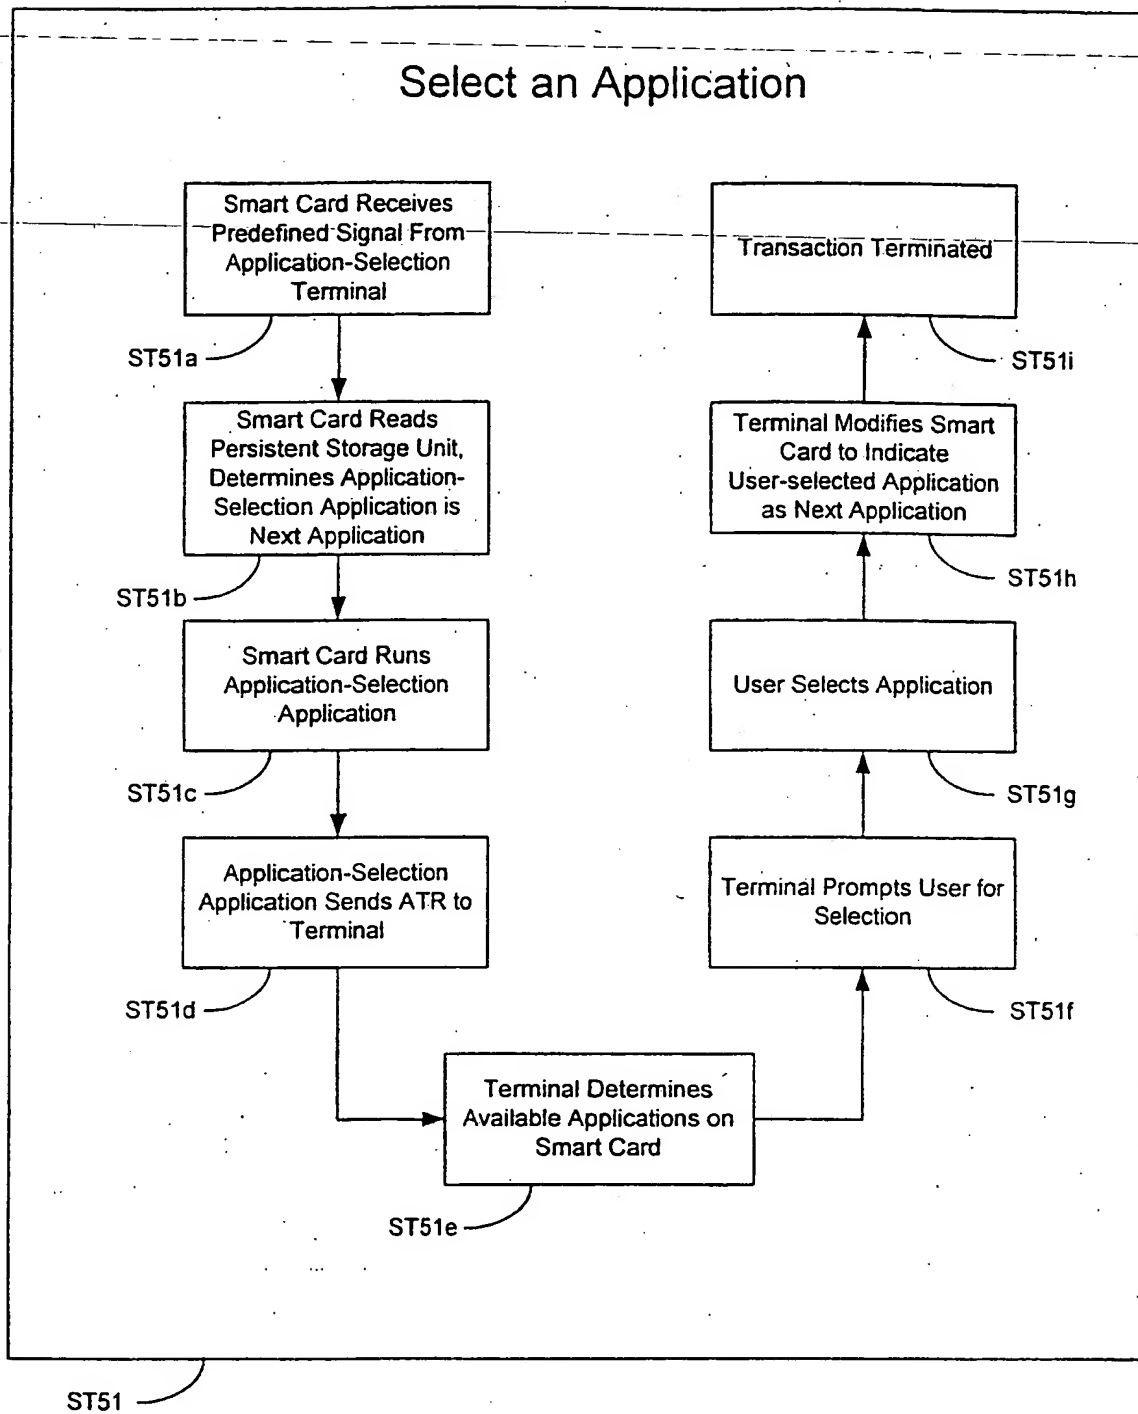 Select an Application
Smart Card Receives
Predefined Signal From
Application-Selection
Terminal
ST51a
Smart Card Reads
Persistent Storage Unit,
Determines Application-
Selection Application is
Next Application
ST51b
Smart Card Runs
Application-Selection
Application
ST51c
Application-Selection
Application Sends ATR to
Terminal
ST51d
Terminal Determines
Available Applications on
Smart Card
ST51e
Terminal Prompts User for
Selection
ST51f
User Selects Application
ST51g
Terminal Modifies Smart
Card to Indicate
User-selected Application
as Next Application
ST51h
Transaction Terminated
ST51i
ST51